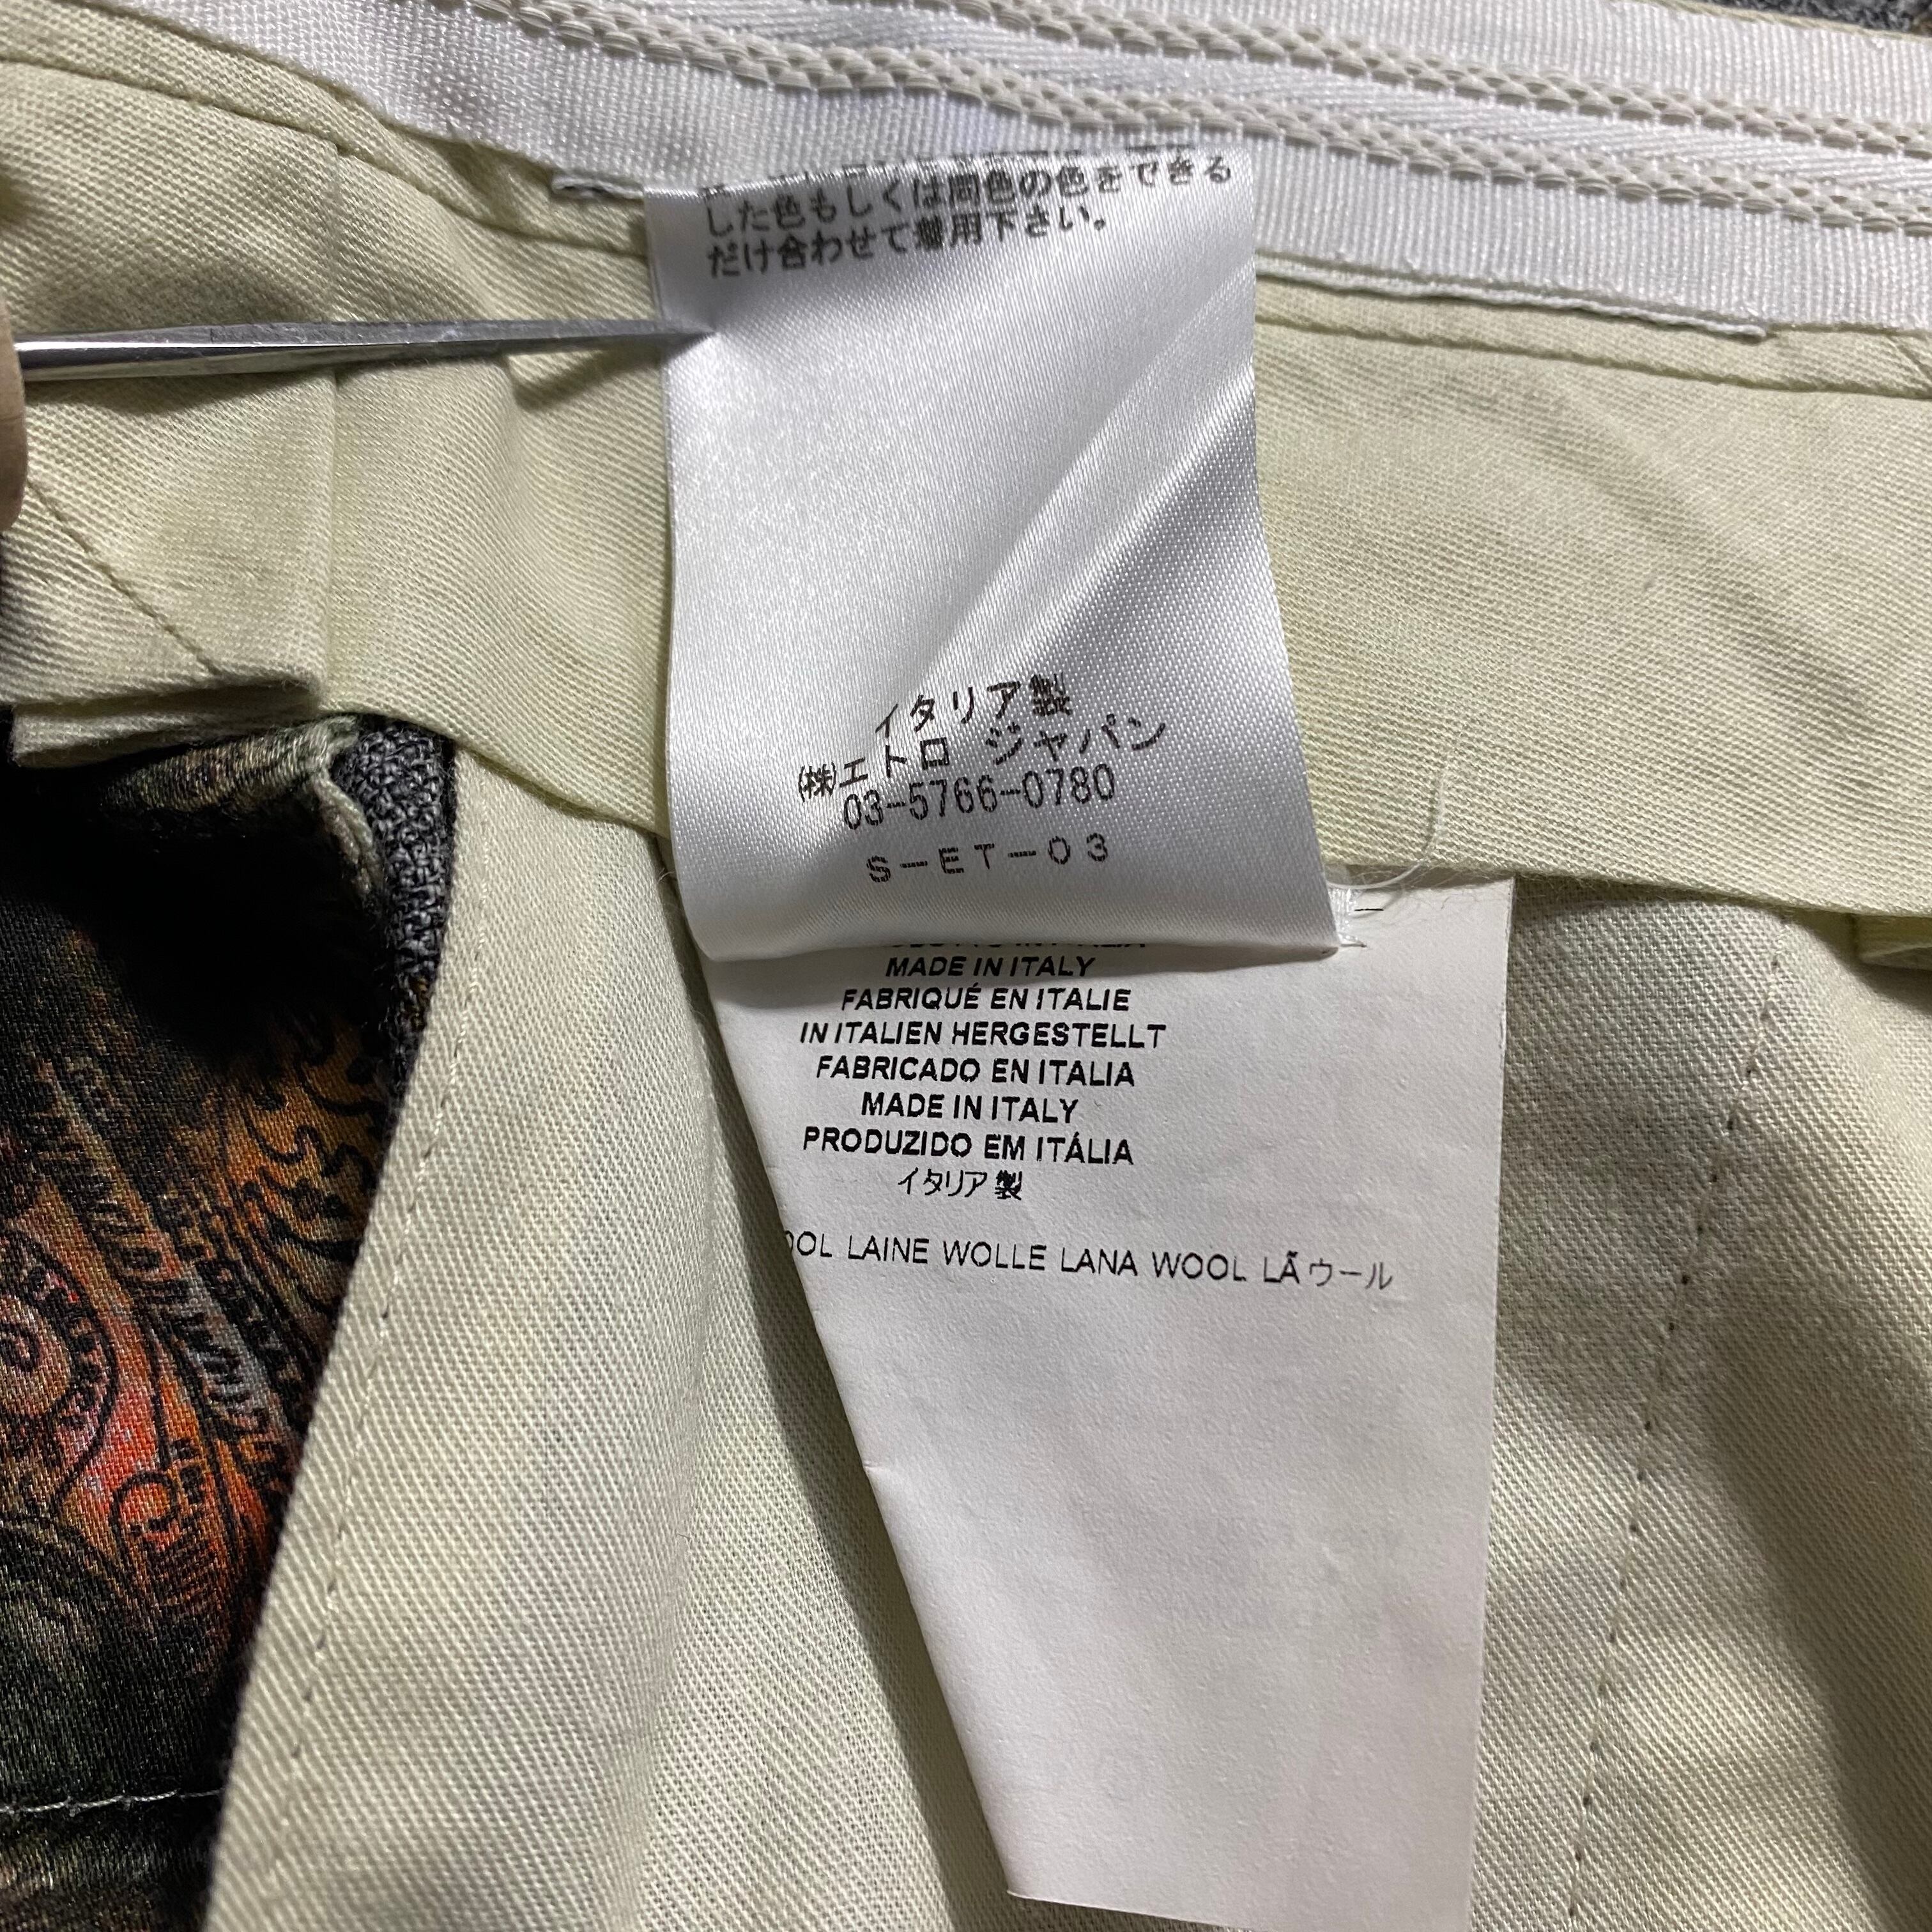 した色もしくは同色の色をできる
だけ合わせて着用下さい。
イタリア製
㈱エトロ ジャパン
03-5766-0780
S-ET-03
MADE IN ITALY
FABRIQUÉ EN ITALIE
IN ITALIEN HERGESTELLT
FABRICADO EN ITALIA
MADE IN ITALY
PRODUZIDO EM ITÁLIA
イタリア製
OOL LAINE WOLLE LANA WOOL LÃ ウール